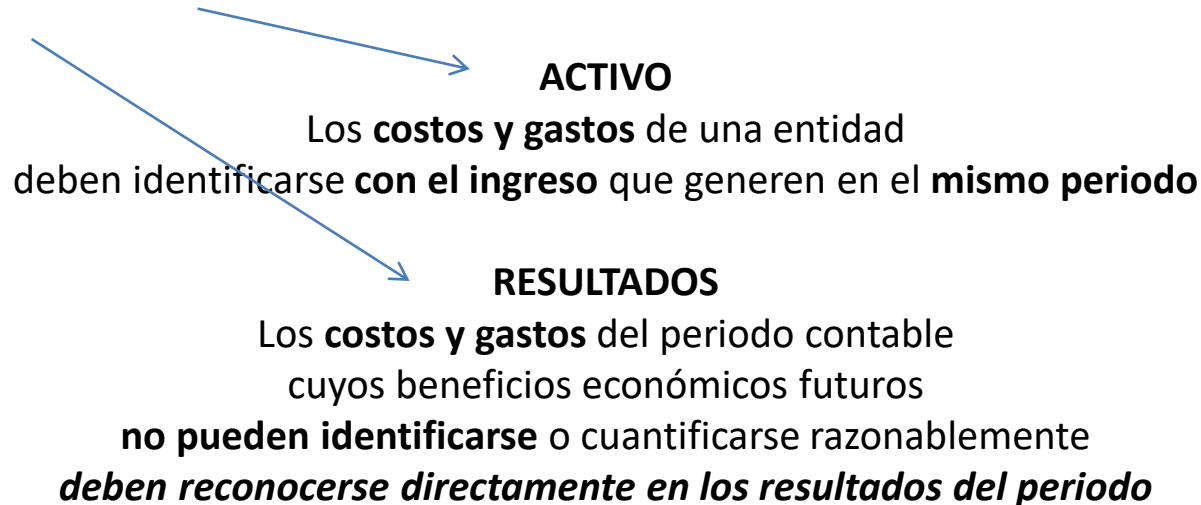 ACTIVO
Los costos y gastos de una entidad
deben identificarse con el ingreso que generen en el mismo periodo
RESULTADOS
Los costos y gastos del periodo contable
cuyos beneficios económicos futuros
no pueden identificarse o cuantificarse razonablemente
deben reconocerse directamente en los resultados del periodo